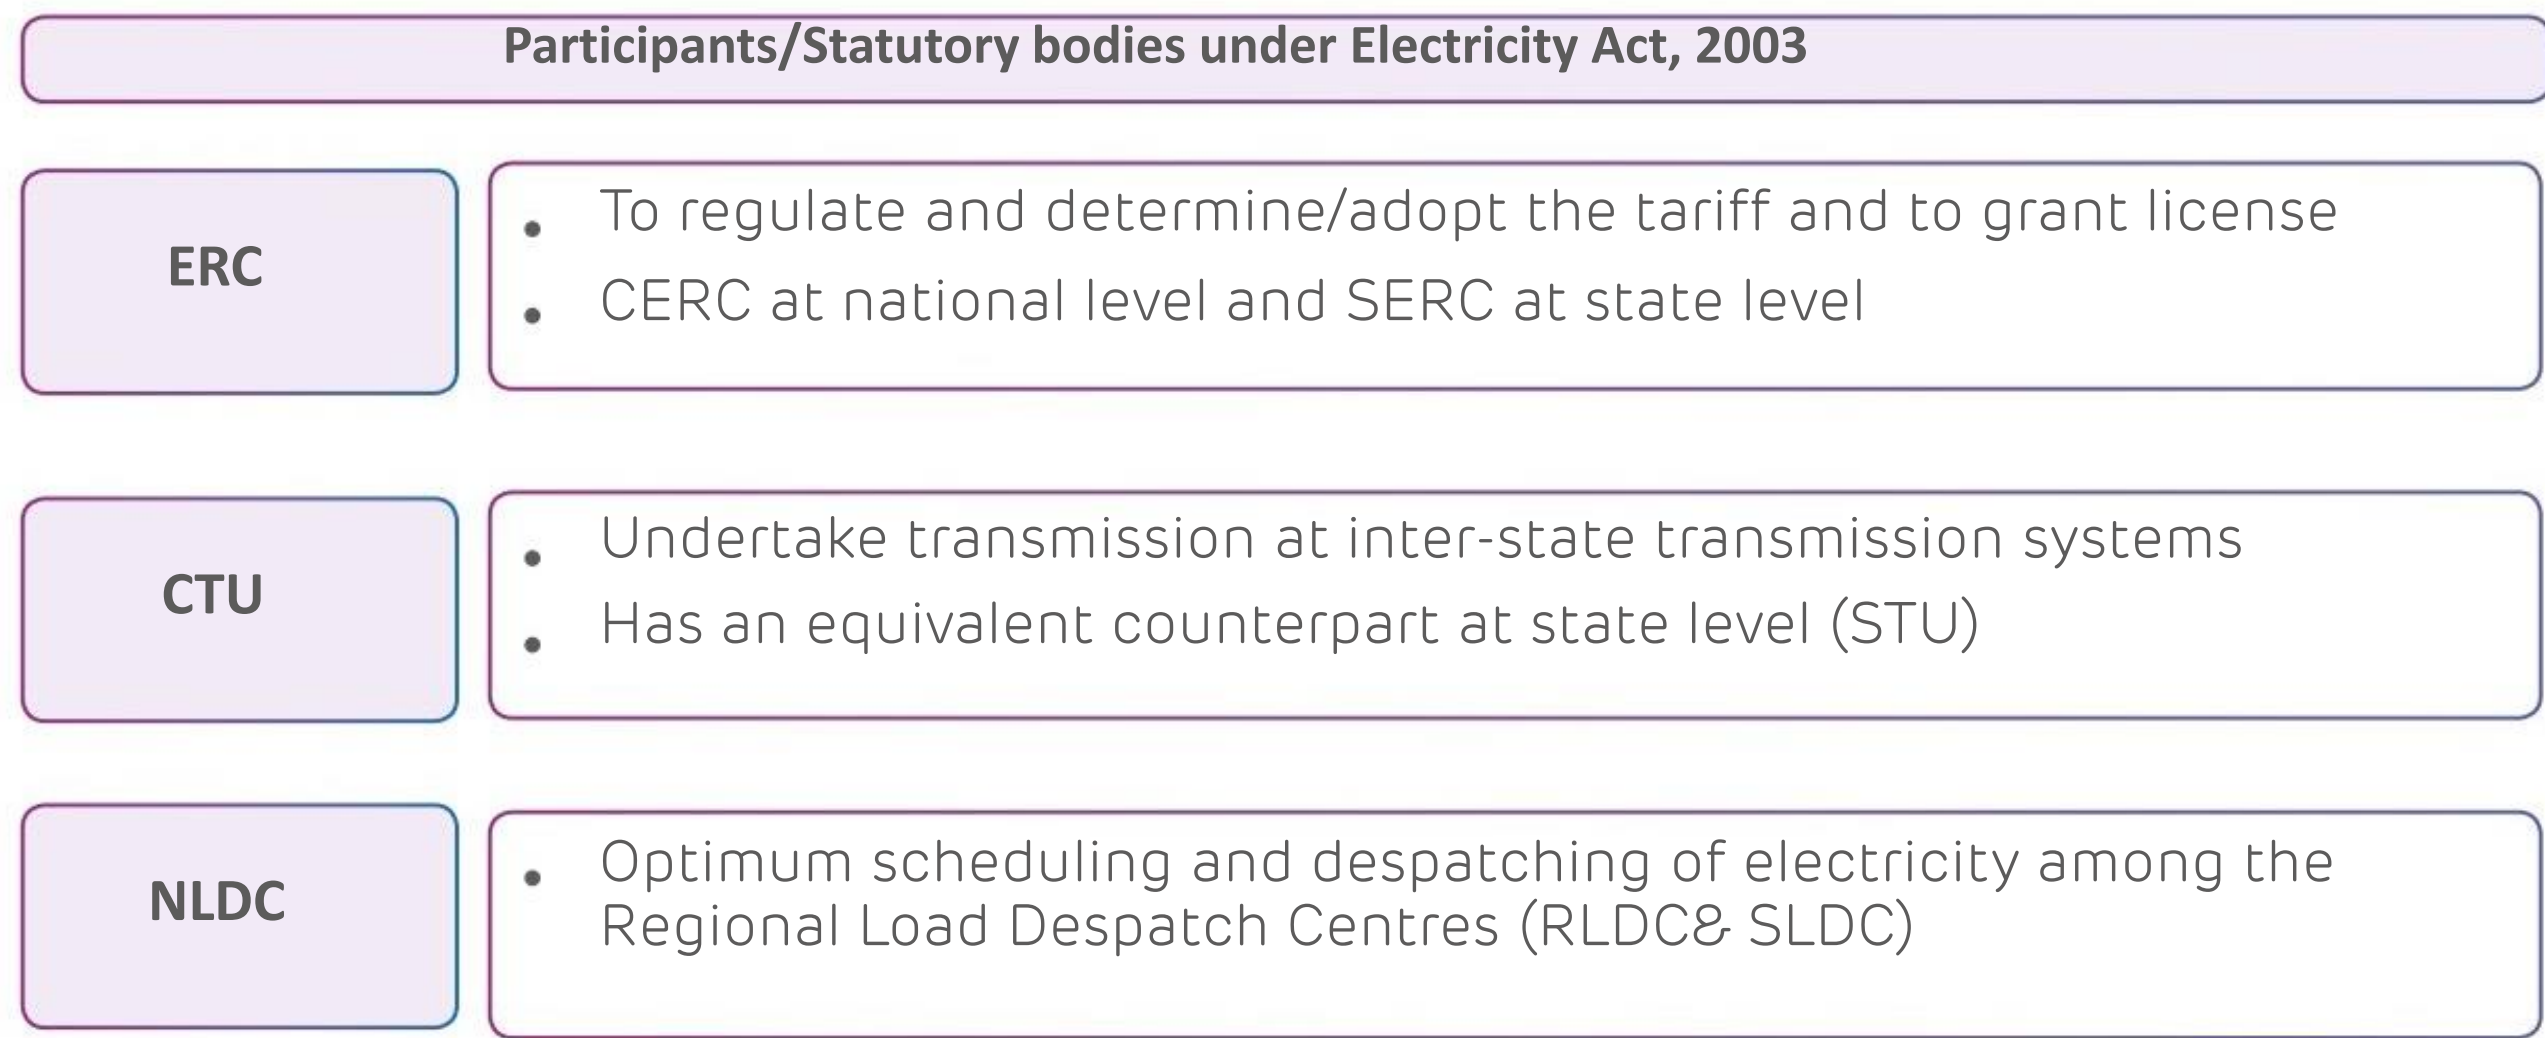 Participants/Statutory bodies under Electricity Act, 2003
ERC
• To regulate and determine/adopt the tariff and to grant license
• CERC at national level and SERC at state level
CTU
• Undertake transmission at inter-state transmission systems
• Has an equivalent counterpart at state level (STU)
NLDC
• Optimum scheduling and despatching of electricity among the
Regional Load Despatch Centres (RLDC& SLDC)